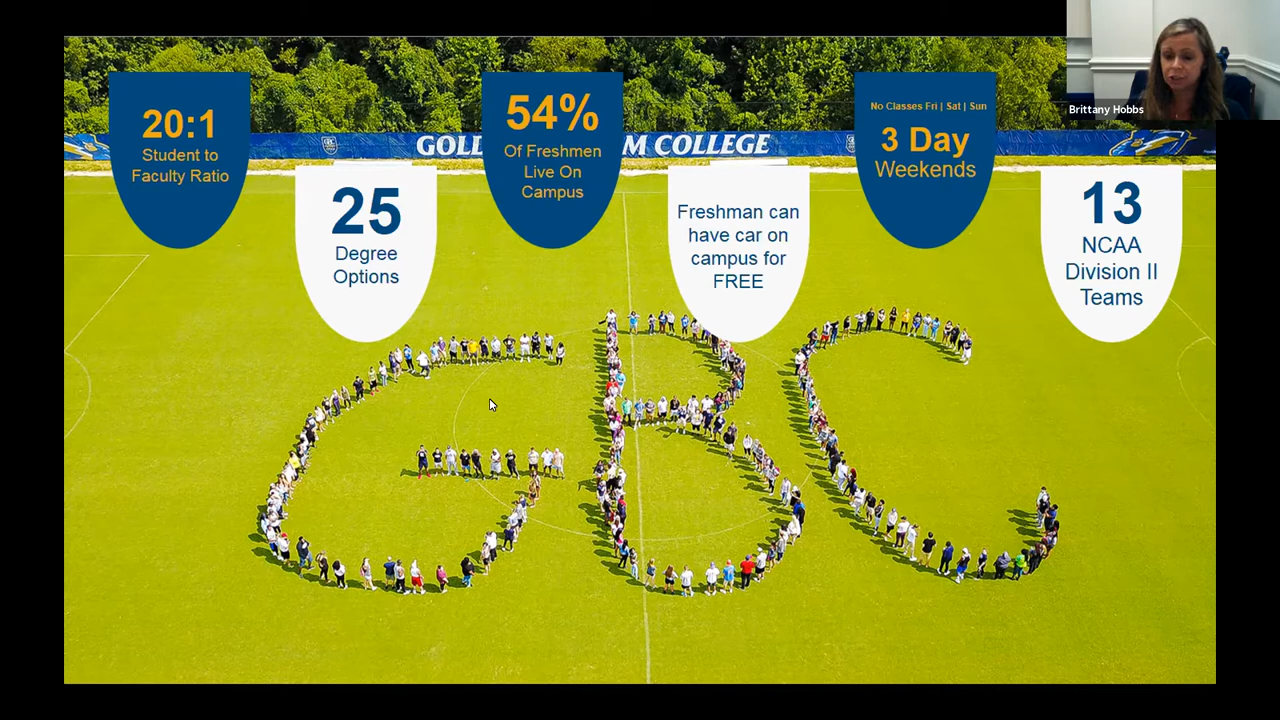 20:1
Student to
Faculty Ratio
25
Degree
Options
54%
Of Freshmen
Live On
Campus
Freshman can
have car on
campus for
FREE
No Classes Fri | Sat | Sun
3 Day
Weekends
13
NCAA
Division II
Teams
Brittany Hobbs
GOLD
M COLLEGE
GBC